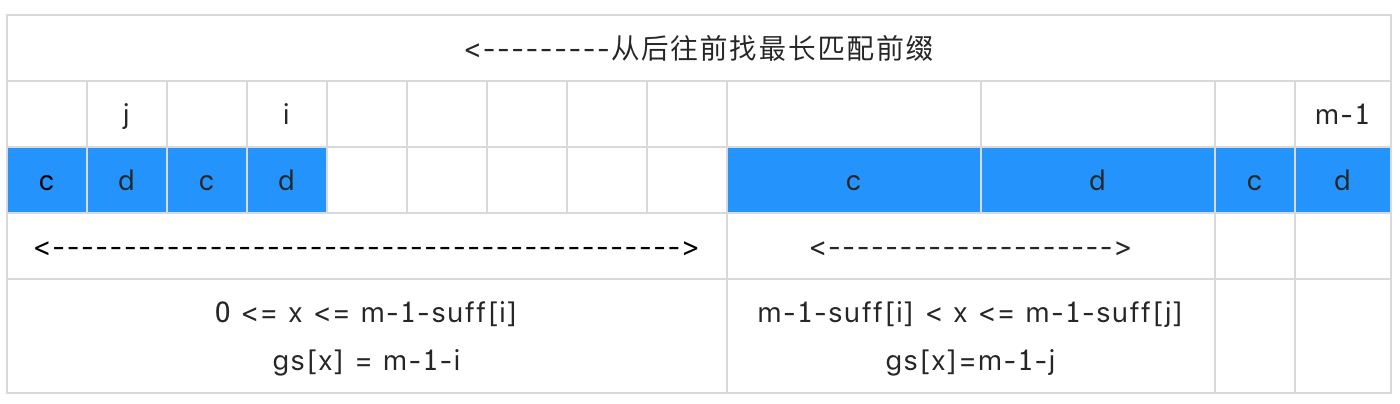 <---------从后往前找最长匹配前缀
j i m-1
c d c d c d c d
<-----------------------------------------> <------------------->
0 <= x <= m-1-suff[i] m-1-suff[i] < x <= m-1-suff[j]
gs[x] = m-1-i gs[x]=m-1-j